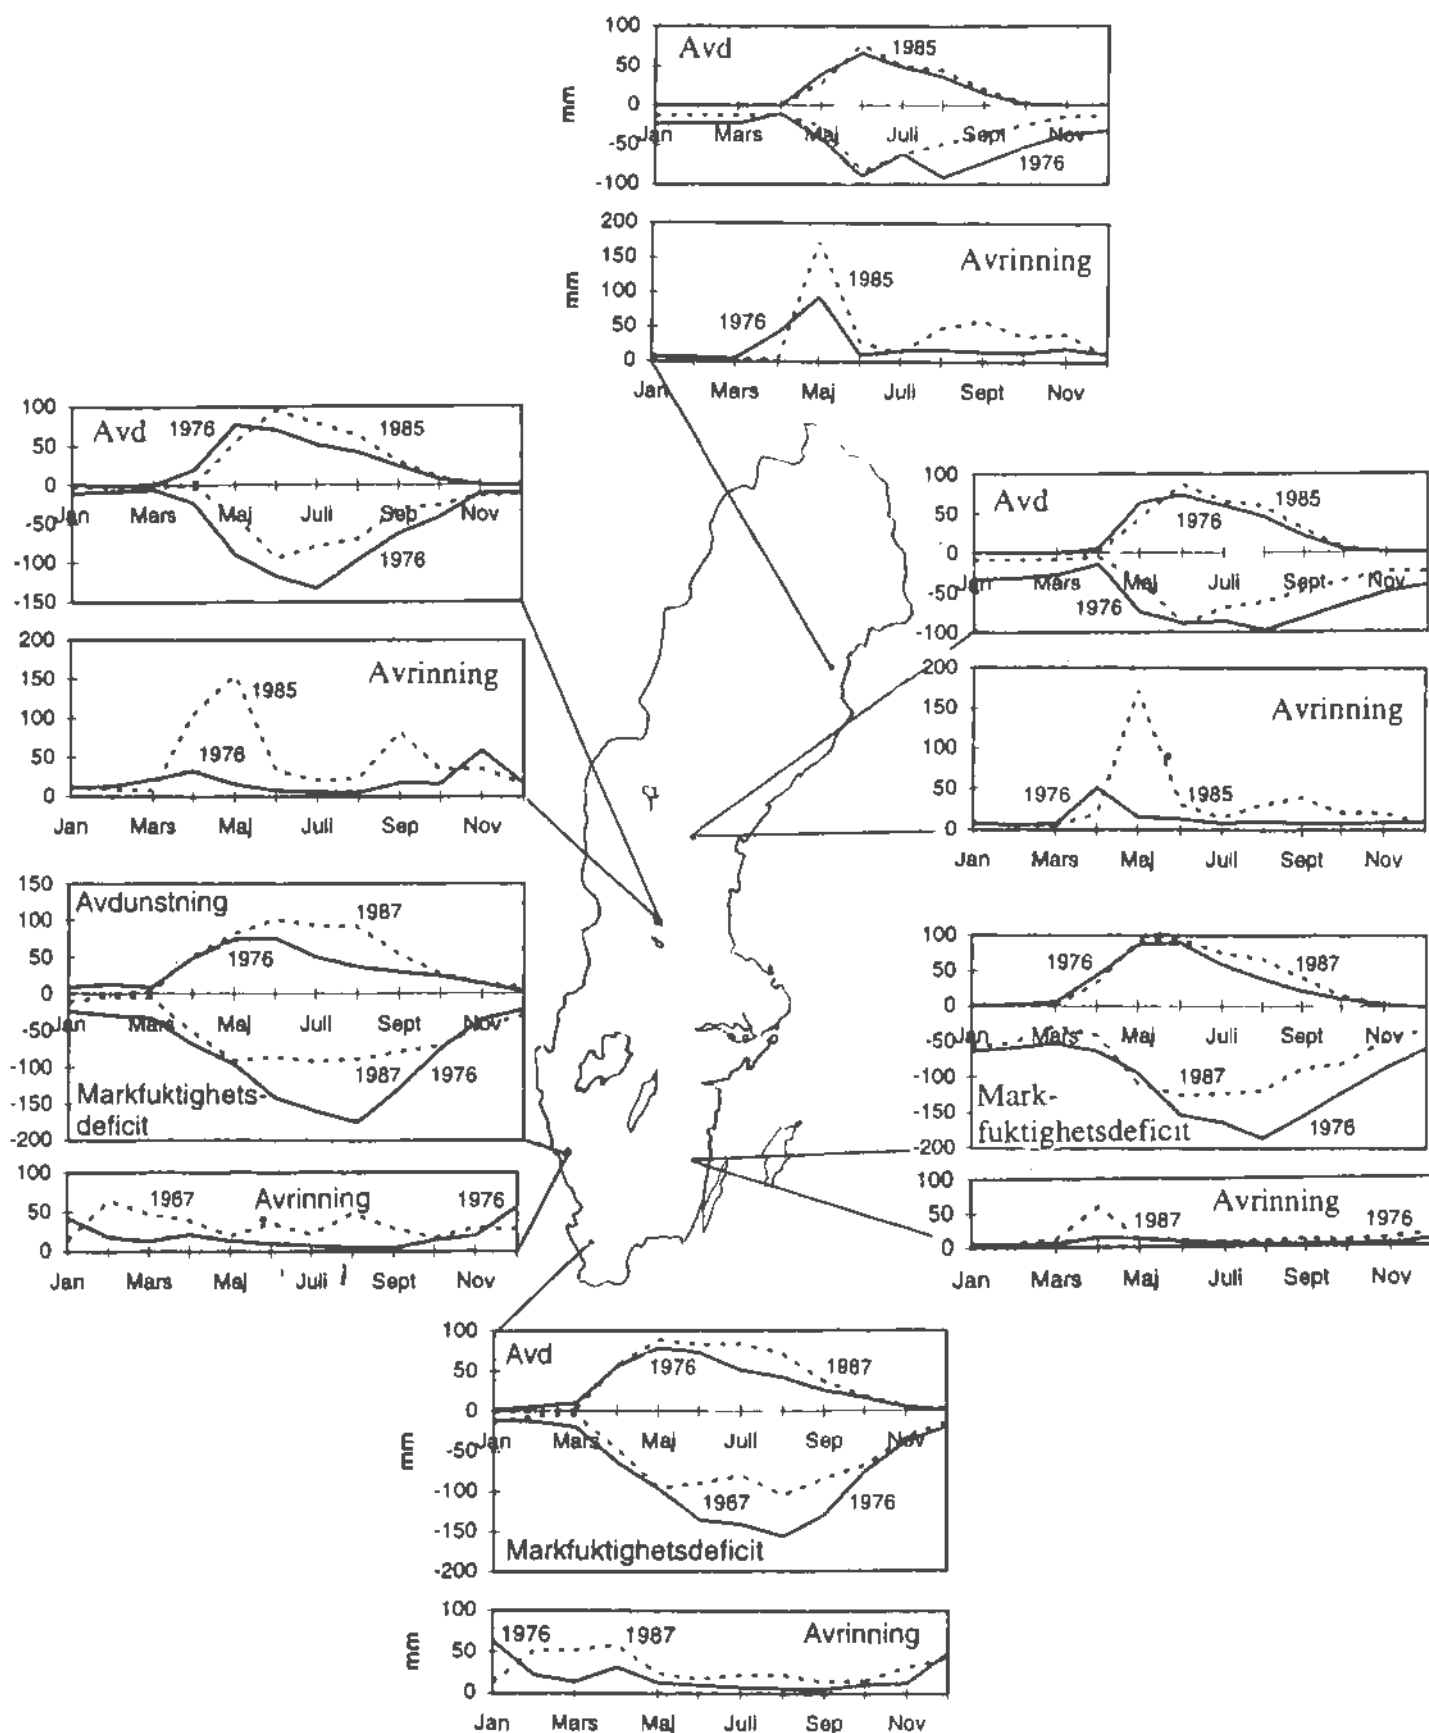 100
Avd
1985
50
0
mm
Jan
Mars
Maj
Juli
Sept
Nov
-50
1976
-100
200
150
Avrinning
1985
mm
100
1976
50
0
Jan
Mars
Maj
Juli
Sept
Nov
100
Avd
1976
1985
50
0
Jan
Mars
Maj
Juli
Sep
Nov
-50
1976
-100
-150
200
Avrinning
150
1985
100
1976
50
0
Jan
Mars
Maj
Juli
Sep
Nov
100
Avd
1985
50
1976
0
Jan
Mars
Maj
Juli
Sept
Nov
-50
1976
-100
200
150
Avrinning
100
1976
1985
50
0
Jan
Mars
Maj
Juli
Sept
Nov
150
Avdunstning
1987
100
1976
50
0
Jan
Mars
Maj
Juli
Sept
Nov
-50
-100
1987
1976
Markfuktighets-
-150
deficit
-200
100
1987
Avrinning
1976
50
0
Jan
Mars
Maj
Juli
Sept
Nov
100
1976
1987
50
0
Jan
Mars
Maj
Juli
Sept
Nov
-50
1987
-100
Mark-
-150
fuktighetsdeficit
1976
-200
100
Avrinning
1987
1976
50
0
Jan
Mars
Maj
Juli
Sept
Nov
100
Avd
1976
1987
50
0
Jan
Mars
Maj
Juli
Sep
Nov
mm
-50
-100
1987
1976
-150
Markfuktighetsdeficit
-200
100
1976
1987
Avrinning
mm
50
0
Jan
Mars
Maj
Juli
Sep
Nov